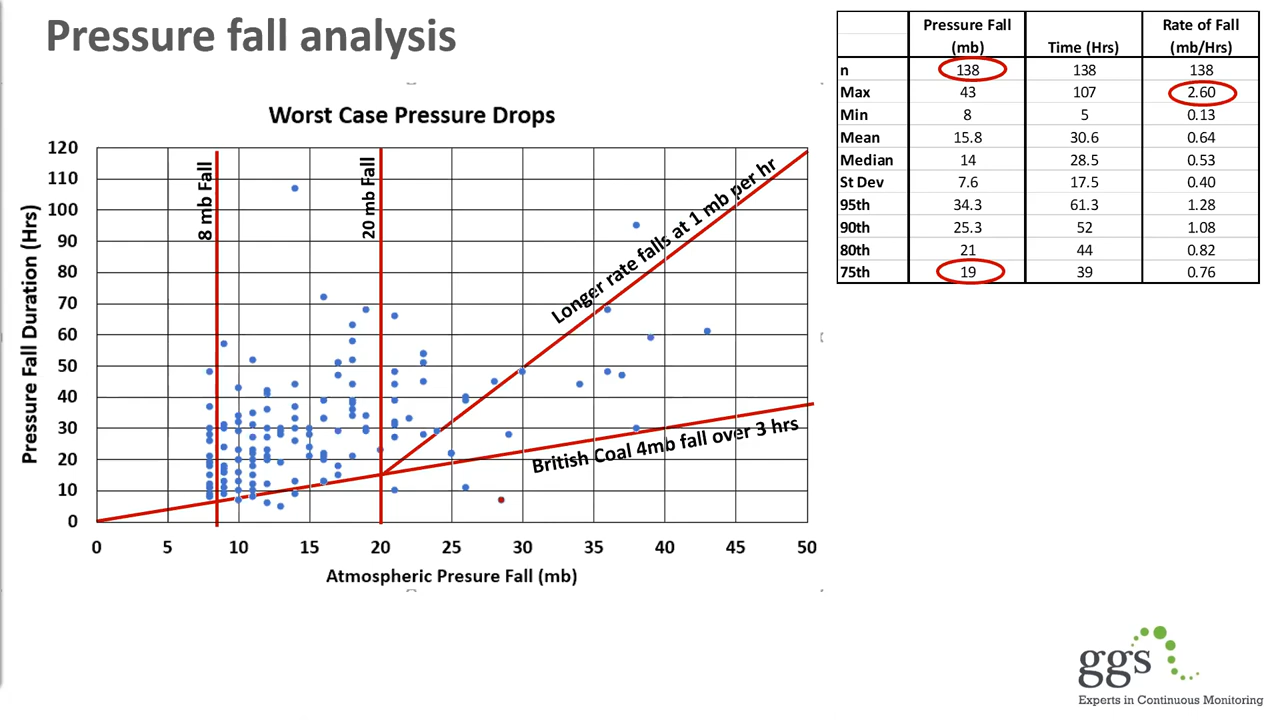 Pressure fall analysis
Worst Case Pressure Drops
Pressure Fall Duration (Hrs)
120
110
100
90
80
70
60
50
40
30
20
10
0
8 mb Fall
20 mb Fall
Longer rate falls at 1 mb per hr
British Coal 4mb fall over 3 hrs
0 5 10 15 20 25 30 35 40 45 50
Atmospheric Presure Fall (mb)
Pressure Fall Rate of Fall
(mb) Time (Hrs) (mb/Hrs)
n 138 138 138
Max 43 107 2.60
Min 8 5 0.13
Mean 15.8 30.6 0.64
Median 14 28.5 0.53
St Dev 7.6 17.5 0.40
95th 34.3 61.3 1.28
90th 25.3 52 1.08
80th 21 44 0.82
75th 19 39 0.76
ggs
Experts in Continuous Monitoring